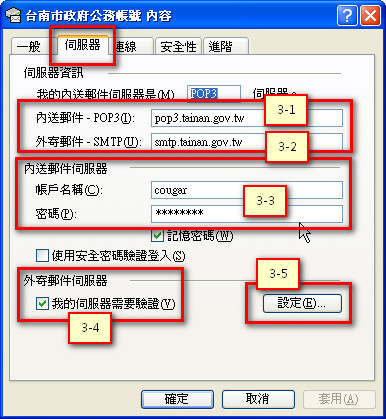 台南市政府公務帳號 內容
一般 伺服器 連線 安全性 進階
伺服器資訊
我的內送郵件伺服器是(M) POP3 伺服器。
3-1
內送郵件 - POP3(I): pop3.tainan.gov.tw
外寄郵件 - SMTP(U): smtp.tainan.gov.tw
3-2
內送郵件伺服器
帳戶名稱(C): cougar
3-3
密碼(P): ********
記憶密碼(W)
使用安全密碼驗證登入(S)
3-5
外寄郵件伺服器
我的伺服器需要驗證(V) 設定(E)...
3-4
確定 取消 套用(A)